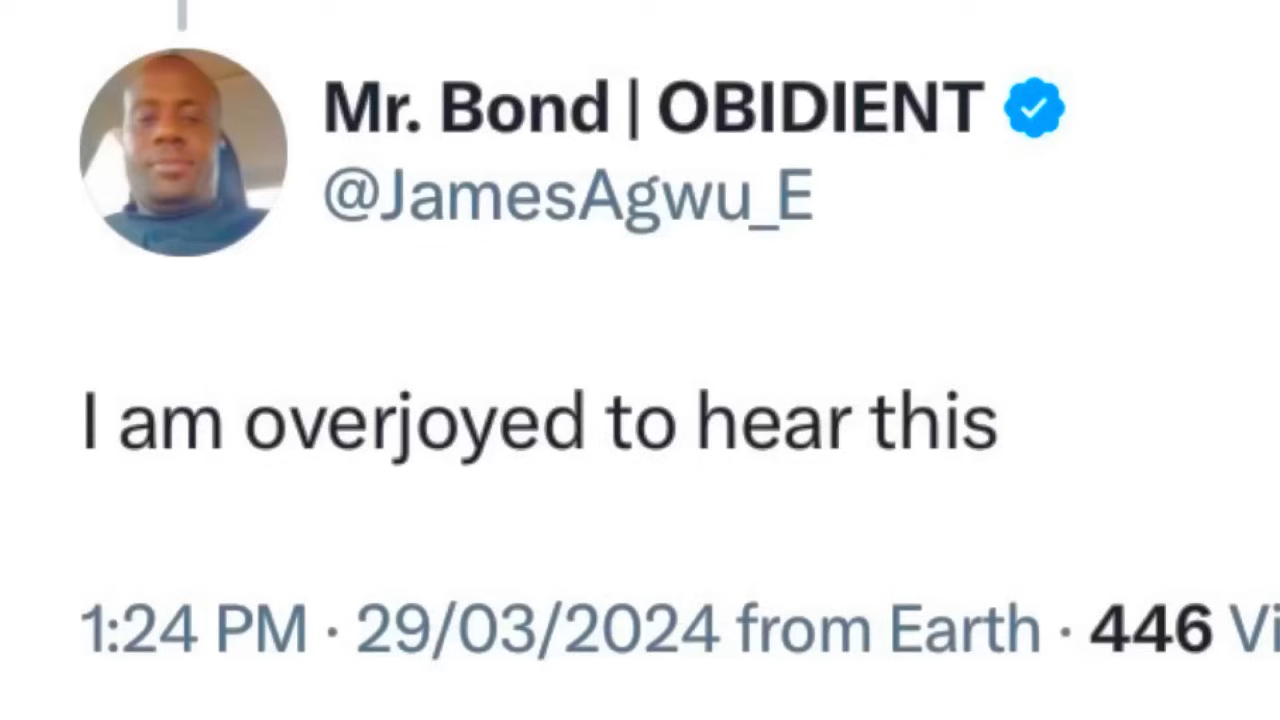 Mr. Bond | OBIDIENT
@JamesAgwu_E
I am overjoyed to hear this
1:24 PM · 29/03/2024 from Earth · 446